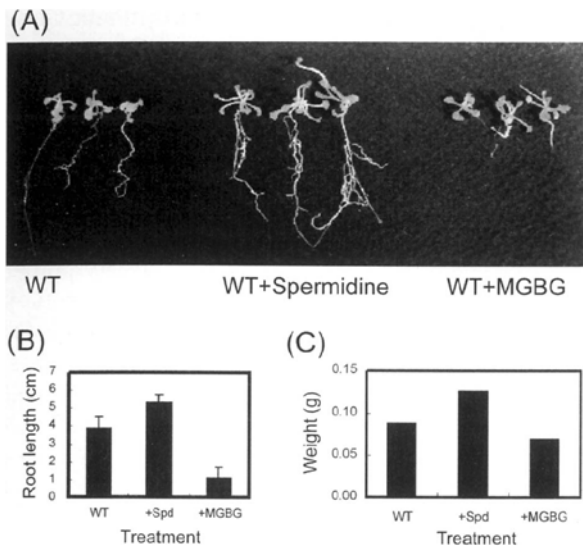 (A)
WT WT+Spermidine WT+MGBG
(B)
Root length (cm)
7
6
5
4
3
2
1
0
WT +Spd +MGBG
Treatment
(C)
Weight (g)
0.15
0.10
0.05
0.00
WT +Spd +MGBG
Treatment